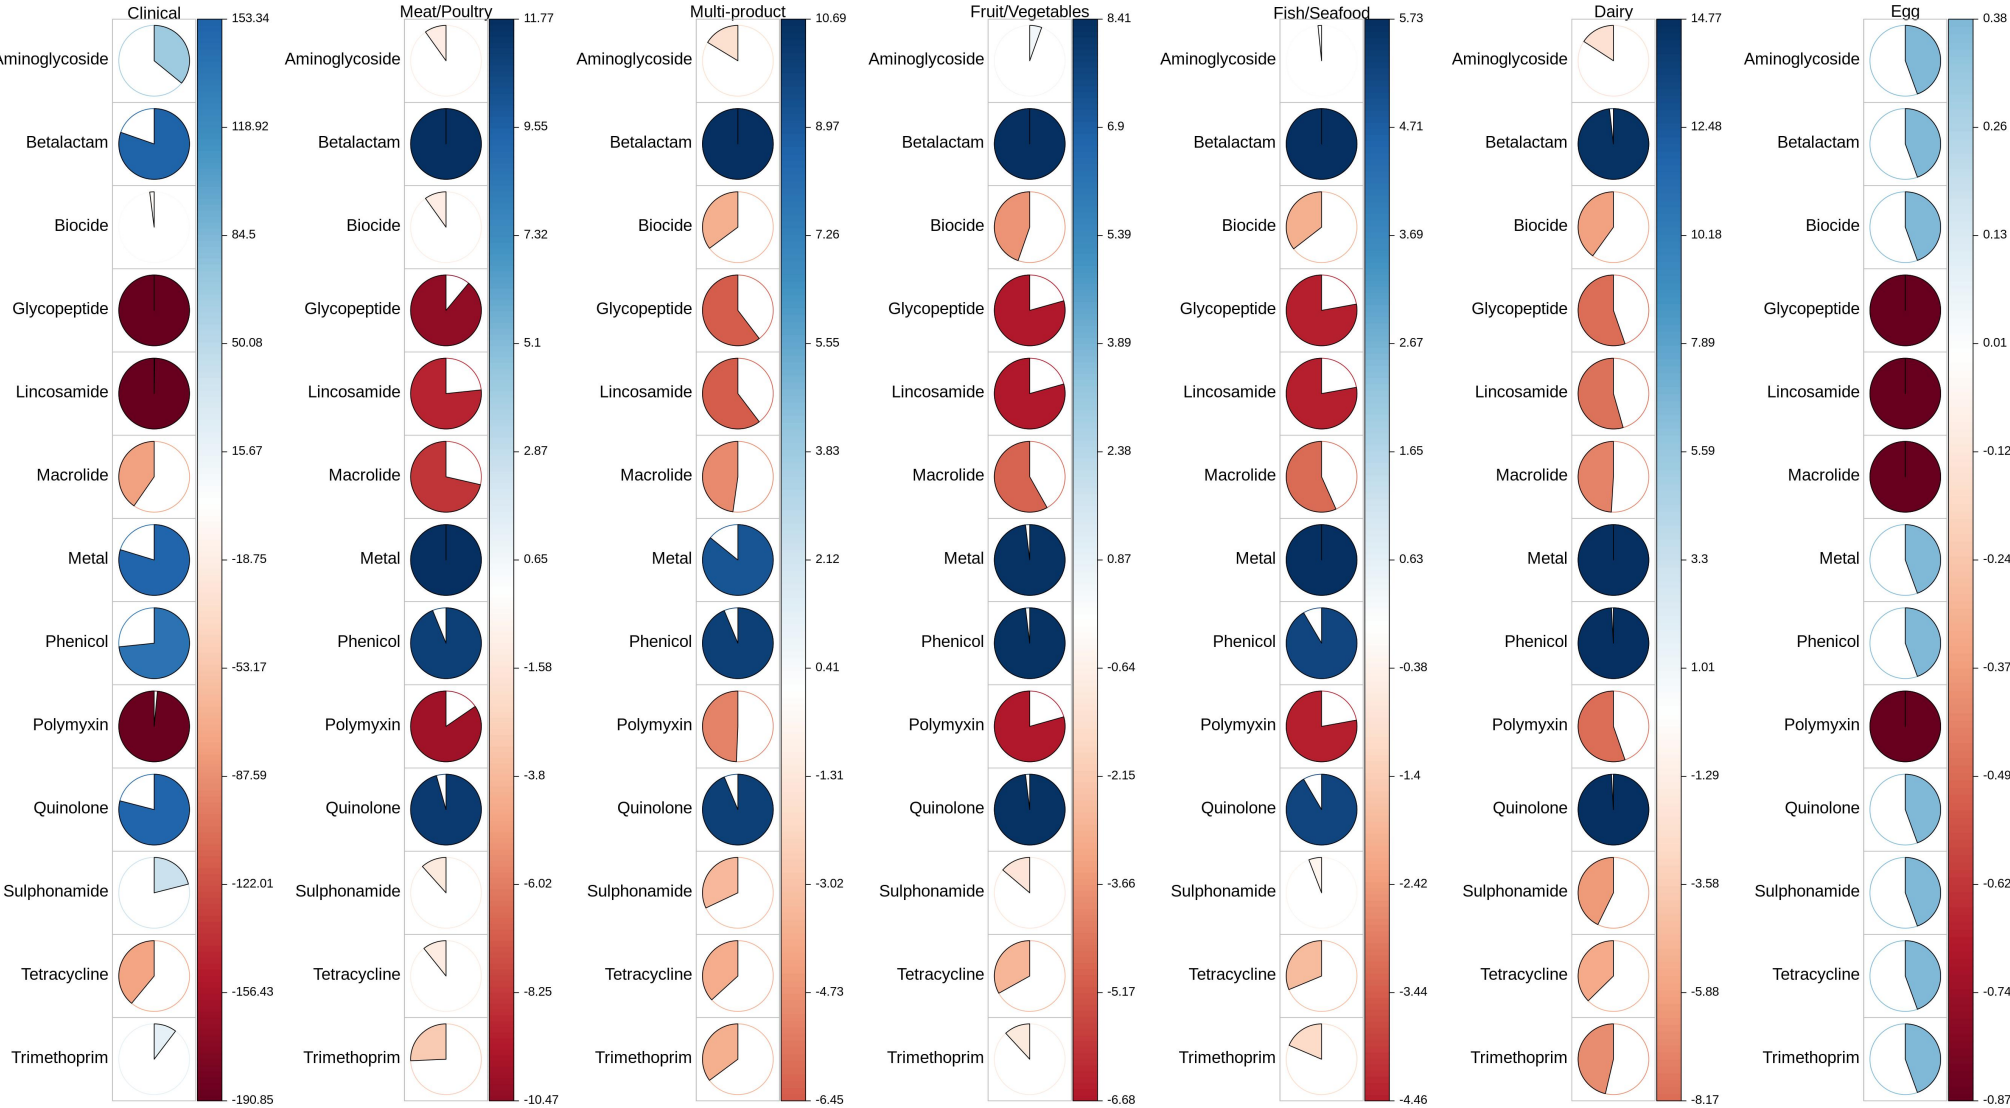 Clinical
Aminoglycoside
Betalactam
Biocide
Glycopeptide
Lincosamide
Macrolide
Metal
Phenicol
Polymyxin
Quinolone
Sulphonamide
Tetracycline
Trimethoprim
153.34
118.92
84.5
50.08
15.67
-18.75
-53.17
-87.59
-122.01
-156.43
-190.85
Meat/Poultry
Aminoglycoside
Betalactam
Biocide
Glycopeptide
Lincosamide
Macrolide
Metal
Phenicol
Polymyxin
Quinolone
Sulphonamide
Tetracycline
Trimethoprim
11.77
9.55
7.32
5.1
2.87
0.65
-1.58
-3.8
-6.02
-8.25
-10.47
Multi-product
Aminoglycoside
Betalactam
Biocide
Glycopeptide
Lincosamide
Macrolide
Metal
Phenicol
Polymyxin
Quinolone
Sulphonamide
Tetracycline
Trimethoprim
10.69
8.97
7.26
5.55
3.83
2.12
0.41
-1.31
-3.02
-4.73
-6.45
Fruit/Vegetables
Aminoglycoside
Betalactam
Biocide
Glycopeptide
Lincosamide
Macrolide
Metal
Phenicol
Polymyxin
Quinolone
Sulphonamide
Tetracycline
Trimethoprim
8.41
6.9
5.39
3.89
2.38
0.87
-0.64
-2.15
-3.66
-5.17
-6.68
Fish/Seafood
Aminoglycoside
Betalactam
Biocide
Glycopeptide
Lincosamide
Macrolide
Metal
Phenicol
Polymyxin
Quinolone
Sulphonamide
Tetracycline
Trimethoprim
5.73
4.71
3.69
2.67
1.65
0.63
-0.38
-1.4
-2.42
-3.44
-4.46
Dairy
Aminoglycoside
Betalactam
Biocide
Glycopeptide
Lincosamide
Macrolide
Metal
Phenicol
Polymyxin
Quinolone
Sulphonamide
Tetracycline
Trimethoprim
14.77
12.48
10.18
7.89
5.59
3.3
1.01
-1.29
-3.58
-5.88
-8.17
Egg
Aminoglycoside
Betalactam
Biocide
Glycopeptide
Lincosamide
Macrolide
Metal
Phenicol
Polymyxin
Quinolone
Sulphonamide
Tetracycline
Trimethoprim
0.38
0.26
0.13
0.01
-0.12
-0.24
-0.37
-0.49
-0.62
-0.74
-0.87